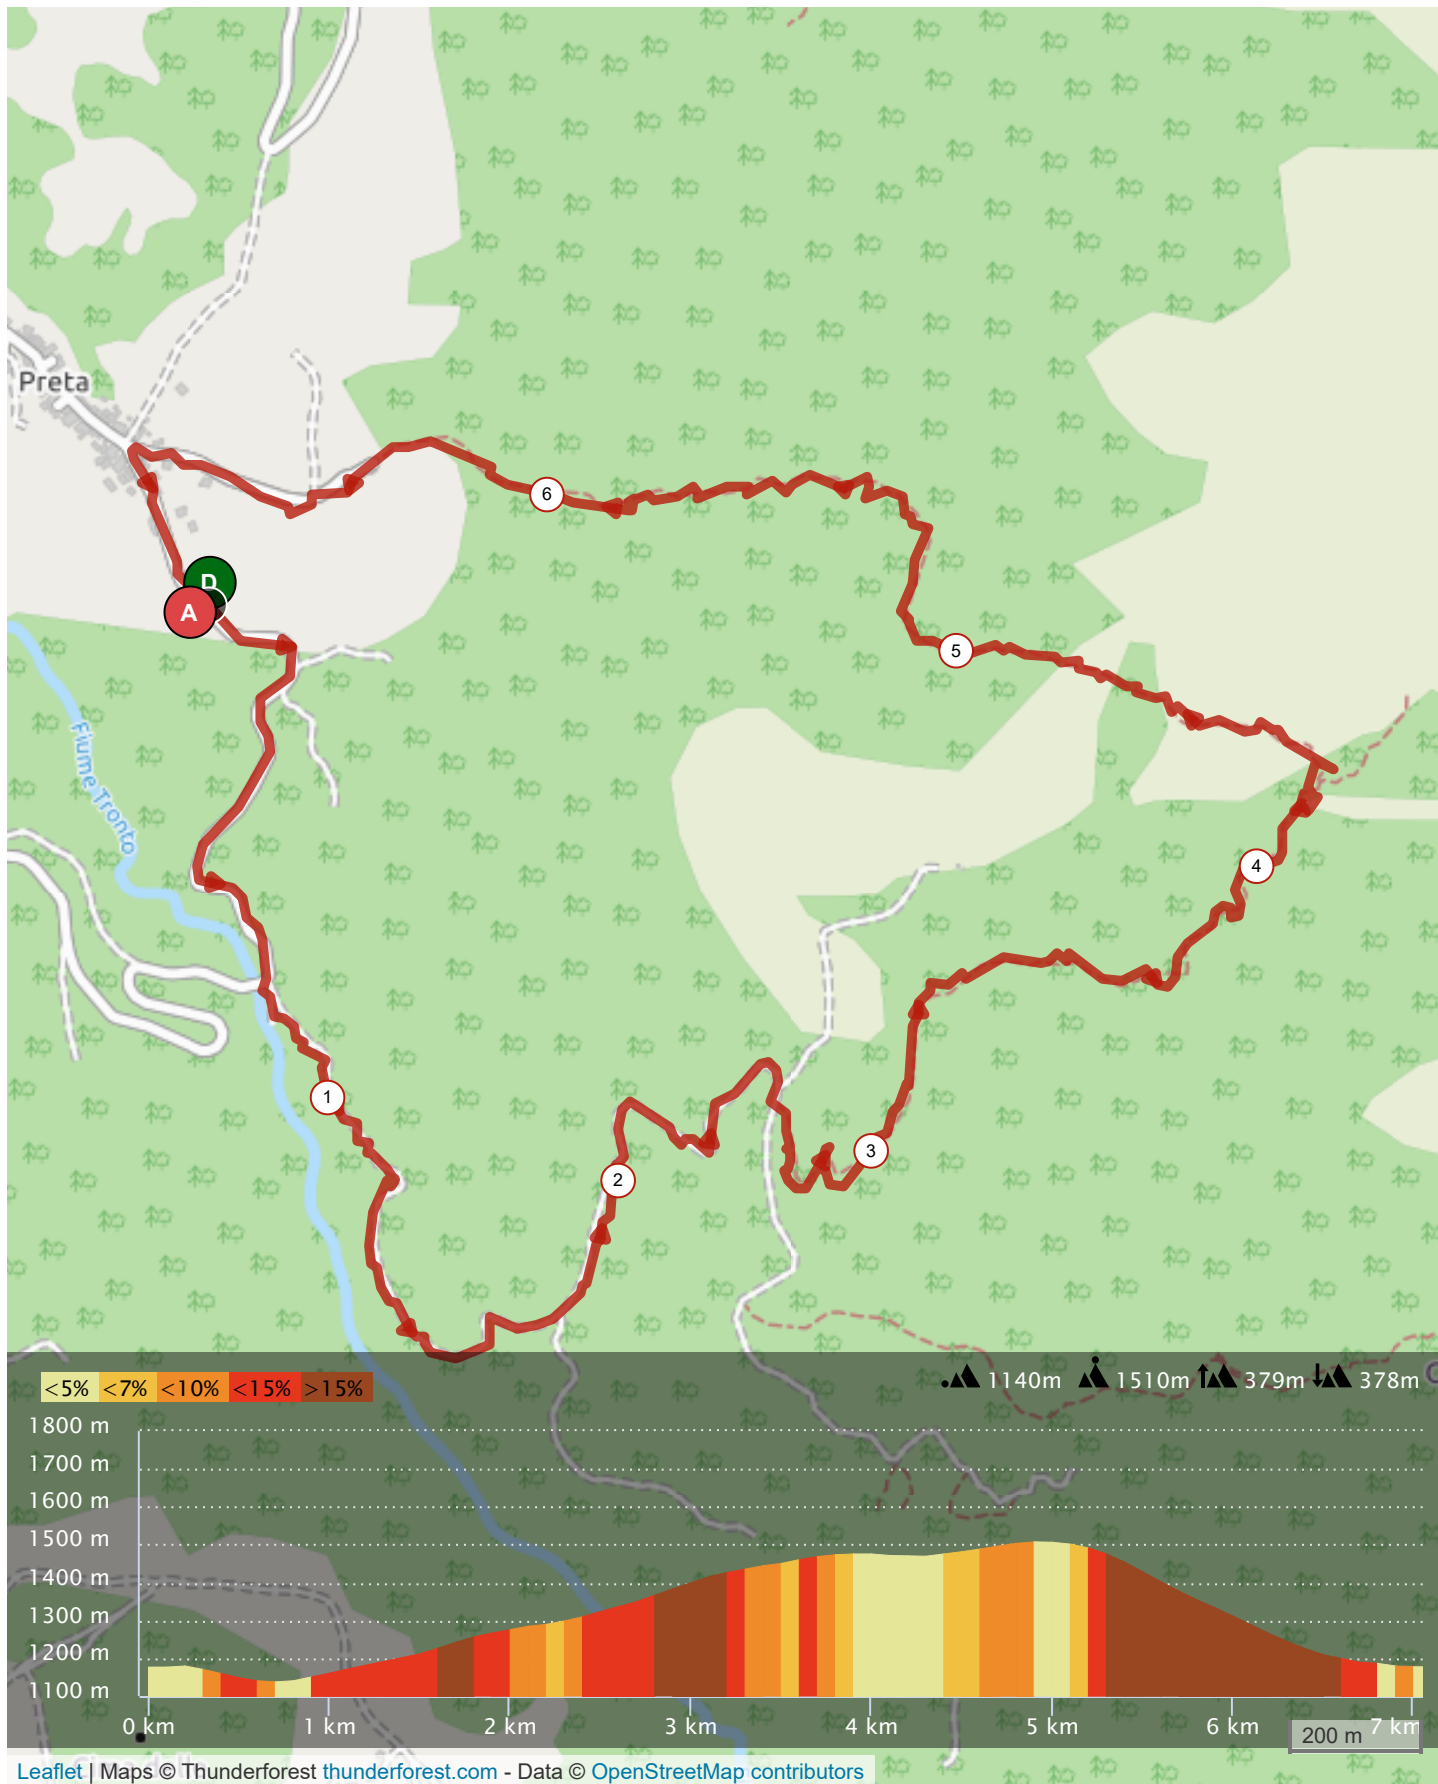 Preta
6
D
A
5
Fiume Tronto
4
1
3
2
<5% <7% <10% <15% >15%
1140m 1510m 379m 378m
1800 m
1700 m
1600 m
1500 m
1400 m
1300 m
1200 m
1100 m
0 km 1 km 2 km 3 km 4 km 5 km 6 km 7 km
200 m
Leaflet | Maps © Thunderforest thunderforest.com - Data © OpenStreetMap contributors